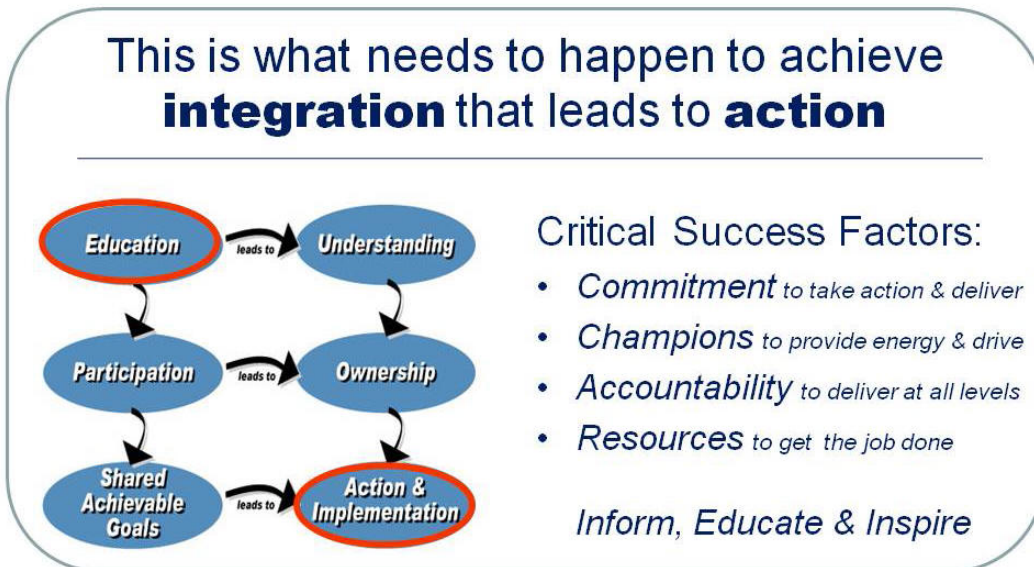 This is what needs to happen to achieve
integration that leads to action
Education
leads to
Understanding
Participation
leads to
Ownership
Shared
Achievable
Goals
leads to
Action &
Implementation
Critical Success Factors:
• Commitment to take action & deliver
• Champions to provide energy & drive
• Accountability to deliver at all levels
• Resources to get the job done
Inform, Educate & Inspire